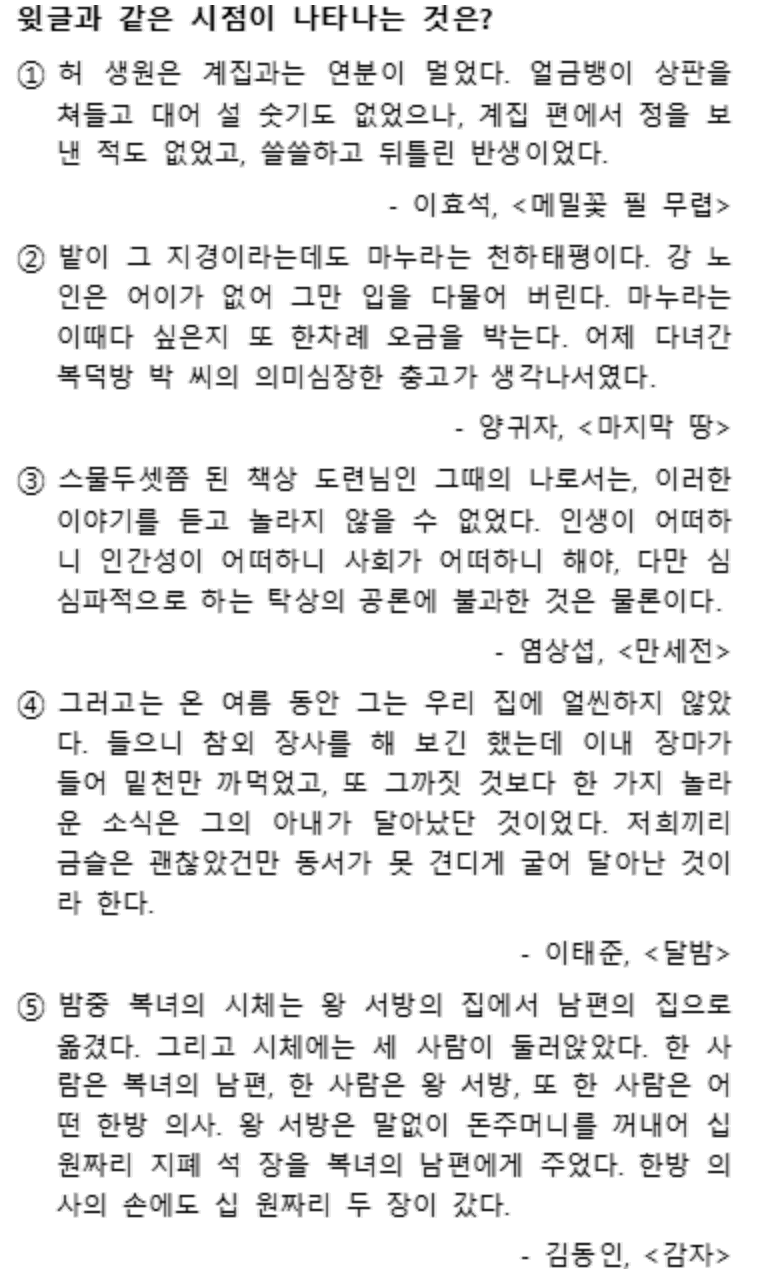 윗글과 같은 시점이 나타나는 것은?
① 허 생원은 계집과는 연분이 멀었다. 얼금뱅이 상판을
쳐들고 대어 설 숫기도 없었으나, 계집 편에서 정을 보
낸 적도 없었고, 쓸쓸하고 뒤틀린 반생이었다.
- 이효석, <메밀꽃 필 무렵>
② 밭이 그 지경이라는데도 마누라는 천하태평이다. 강 노
인은 어이가 없어 그만 입을 다물어 버린다. 마누라는
이때다 싶은지 또 한차례 오금을 박는다. 어제 다녀간
복덕방 박 씨의 의미심장한 충고가 생각나서였다.
- 양귀자, <마지막 땅>
③ 스물두셋쯤 된 책상 도련님인 그때의 나로서는, 이러한
이야기를 듣고 놀라지 않을 수 없었다. 인생이 어떠하
니 인간성이 어떠하니 사회가 어떠하니 해야, 다만 심
심파적으로 하는 탁상의 공론에 불과한 것은 물론이다.
- 염상섭, <만세전>
④ 그러고는 온 여름 동안 그는 우리 집에 얼씬하지 않았
다. 들으니 참외 장사를 해 보긴 했는데 이내 장마가
들어 밑천만 까먹었고, 또 그까짓 것보다 한 가지 놀라
운 소식은 그의 아내가 달아났단 것이었다. 저희끼리
금슬은 괜찮았건만 동서가 못 견디게 굴어 달아난 것이
라 한다.
- 이태준, <달밤>
⑤ 밤중 복녀의 시체는 왕 서방의 집에서 남편의 집으로
옮겼다. 그리고 시체에는 세 사람이 둘러앉았다. 한 사
람은 복녀의 남편, 한 사람은 왕 서방, 또 한 사람은 어
떤 한방 의사. 왕 서방은 말없이 돈주머니를 꺼내어 십
원짜리 지폐 석 장을 복녀의 남편에게 주었다. 한방 의
사의 손에도 십 원짜리 두 장이 갔다.
- 김동인, <감자>